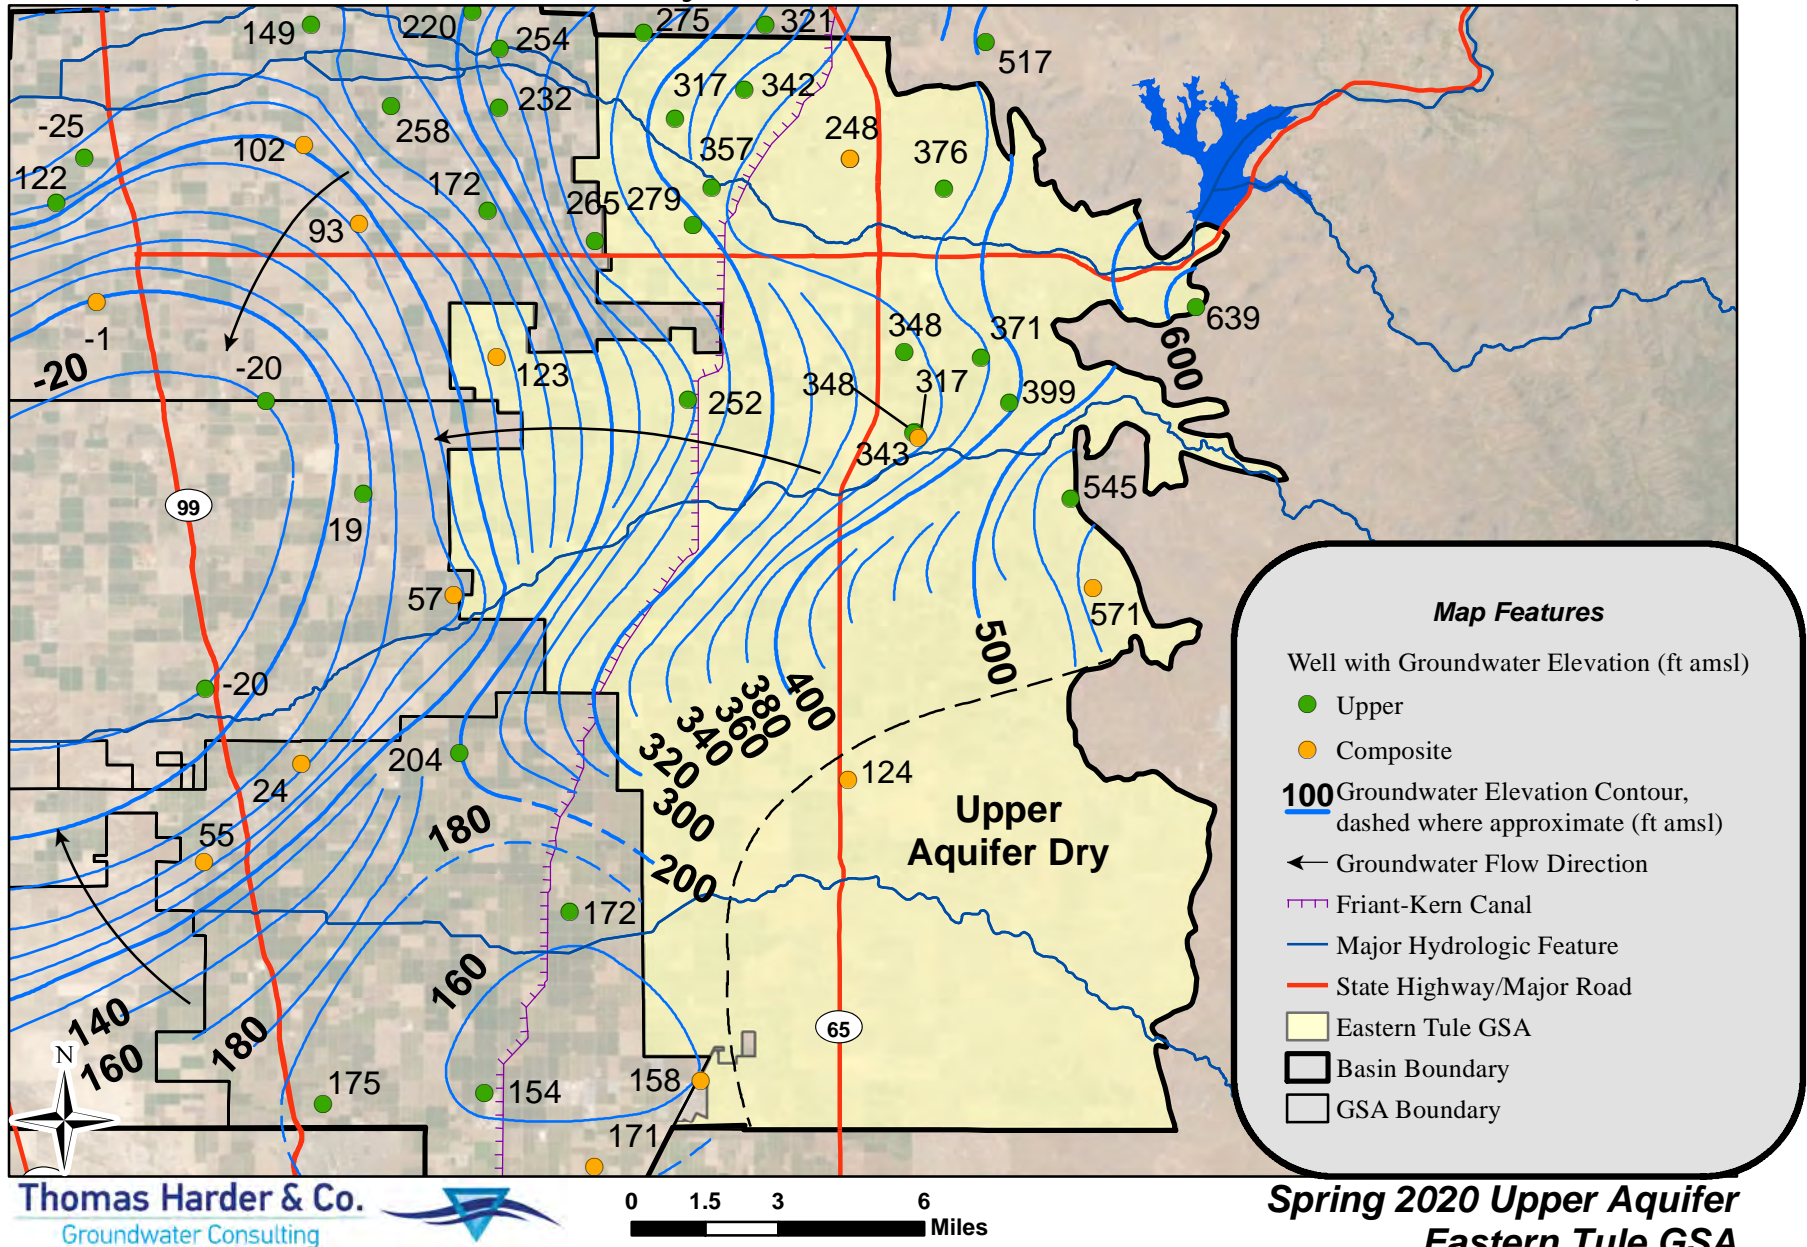 149
220
254
275
321
517
-25
258
232
317
342
248
376
102
357
122
172
265
279
93
-1
-20
-20
123
252
348
371
639
600
348
317
399
343
99
19
545
57
571
500
-20
204
24
55
180
320
340
360
380
400
300
200
124
Upper
Aquifer Dry
172
160
140
160
180
65
175
154
158
171
N
Map Features
Well with Groundwater Elevation (ft amsl)
Upper
Composite
100 Groundwater Elevation Contour,
dashed where approximate (ft amsl)
Groundwater Flow Direction
Friant-Kern Canal
Major Hydrologic Feature
State Highway/Major Road
Eastern Tule GSA
Basin Boundary
GSA Boundary
Thomas Harder & Co.
Groundwater Consulting
0 1.5 3 6
Miles
Spring 2020 Upper Aquifer
Eastern Tule GSA